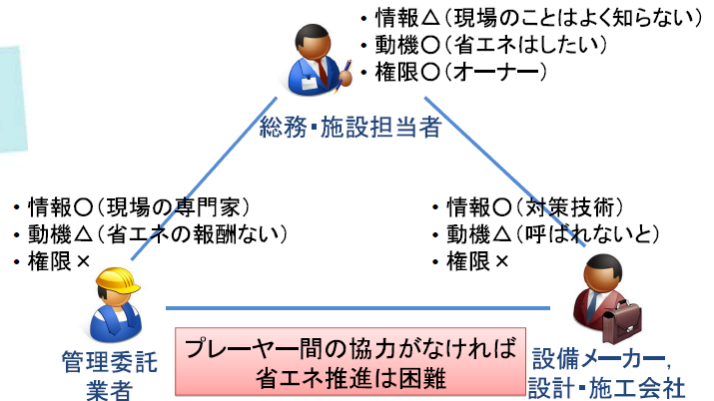 ・情報△(現場のことはよく知らない)
・動機〇(省エネはしたい)
・権限〇(オーナー)
総務・施設担当者
・情報〇(現場の専門家)
・動機△(省エネの報酬ない)
・権限×
・情報〇(対策技術)
・動機△(呼ばれないと)
・権限×
管理委託
業者
プレーヤー間の協力がなければ
省エネ推進は困難
設備メーカー,
設計・施工会社